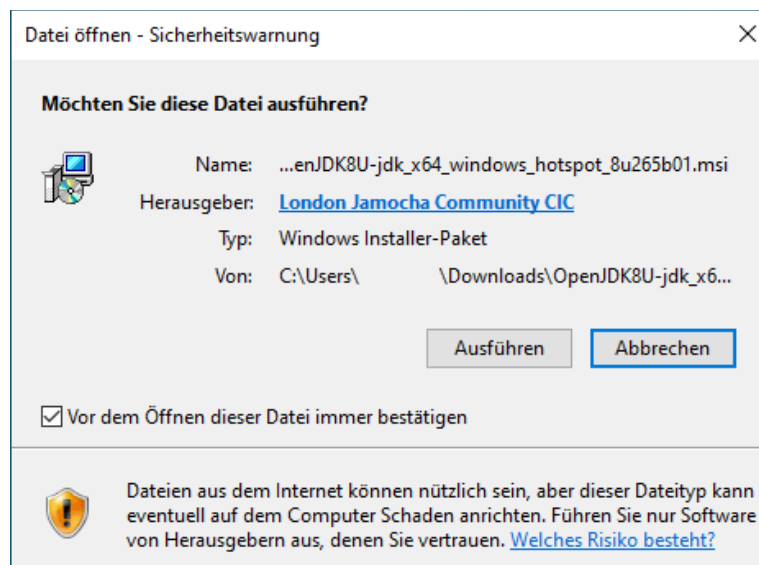 Datei öffnen - Sicherheitswarnung
Möchten Sie diese Datei ausführen?
Name: ...enJDK8U-jdk_x64_windows_hotspot_8u265b01.msi
Herausgeber: London Jamocha Community CIC
Typ: Windows Installer-Paket
Von: C:\Users\ \Downloads\OpenJDK8U-jdk_x6...
Ausführen Abbrechen
Vor dem Öffnen dieser Datei immer bestätigen
Dateien aus dem Internet können nützlich sein, aber dieser Dateityp kann
eventuell auf dem Computer Schaden anrichten. Führen Sie nur Software
von Herausgebern aus, denen Sie vertrauen. Welches Risiko besteht?